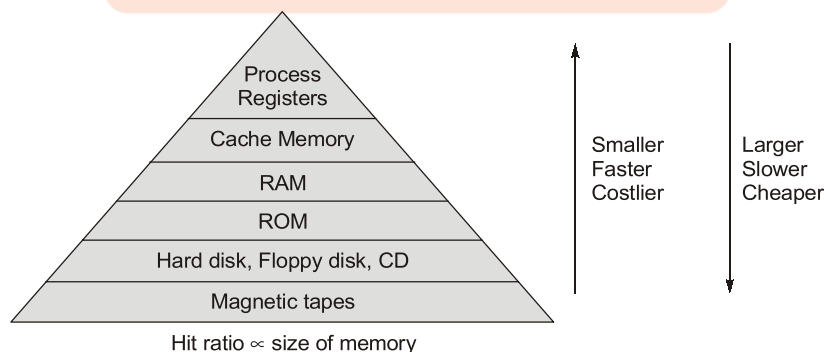 Process
Registers
Cache Memory
RAM
ROM
Hard disk, Floppy disk, CD
Magnetic tapes
Smaller
Faster
Costlier
Larger
Slower
Cheaper
Hit ratio ∝ size of memory